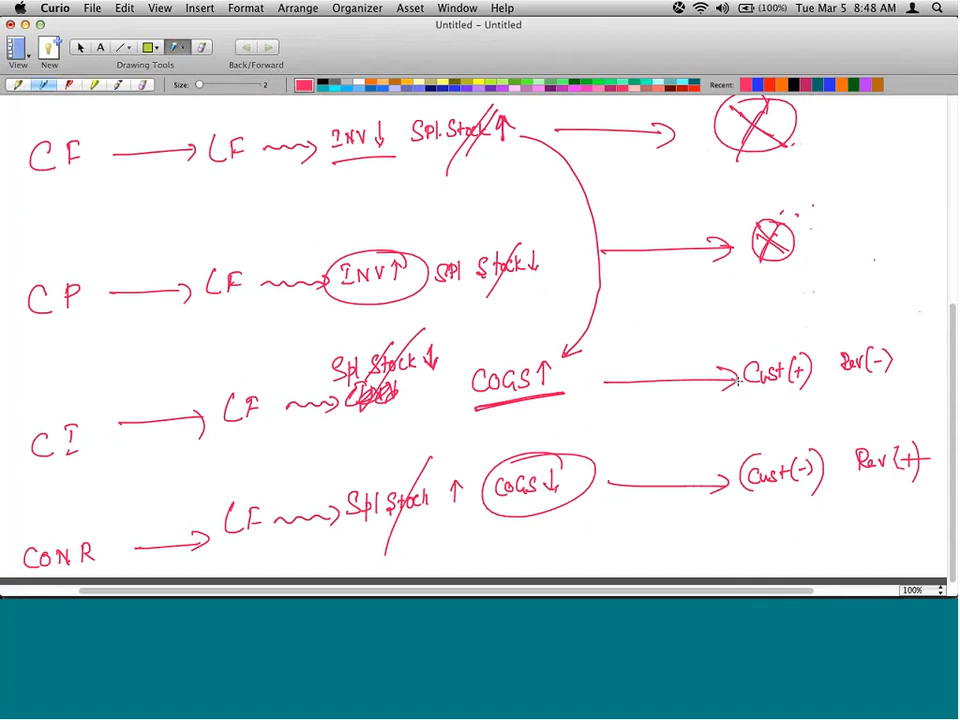 Curio File Edit View Insert Format Arrange Organizer Asset Window Help (100%) Tue Mar 5 8:48 AM
Untitled - Untitled
View New Drawing Tools Back/Forward
Size: 2 Recent:
CF LF INV↓ Spl.Stock↑
CP LF INV↑ Spl Stock↓
Spl Stock↓
CI LF COGS↑ Cust(+) Rev(-)
CONR LF Spl Stock ↑ COGS↓ (Cust(-) Rev(+)
100%